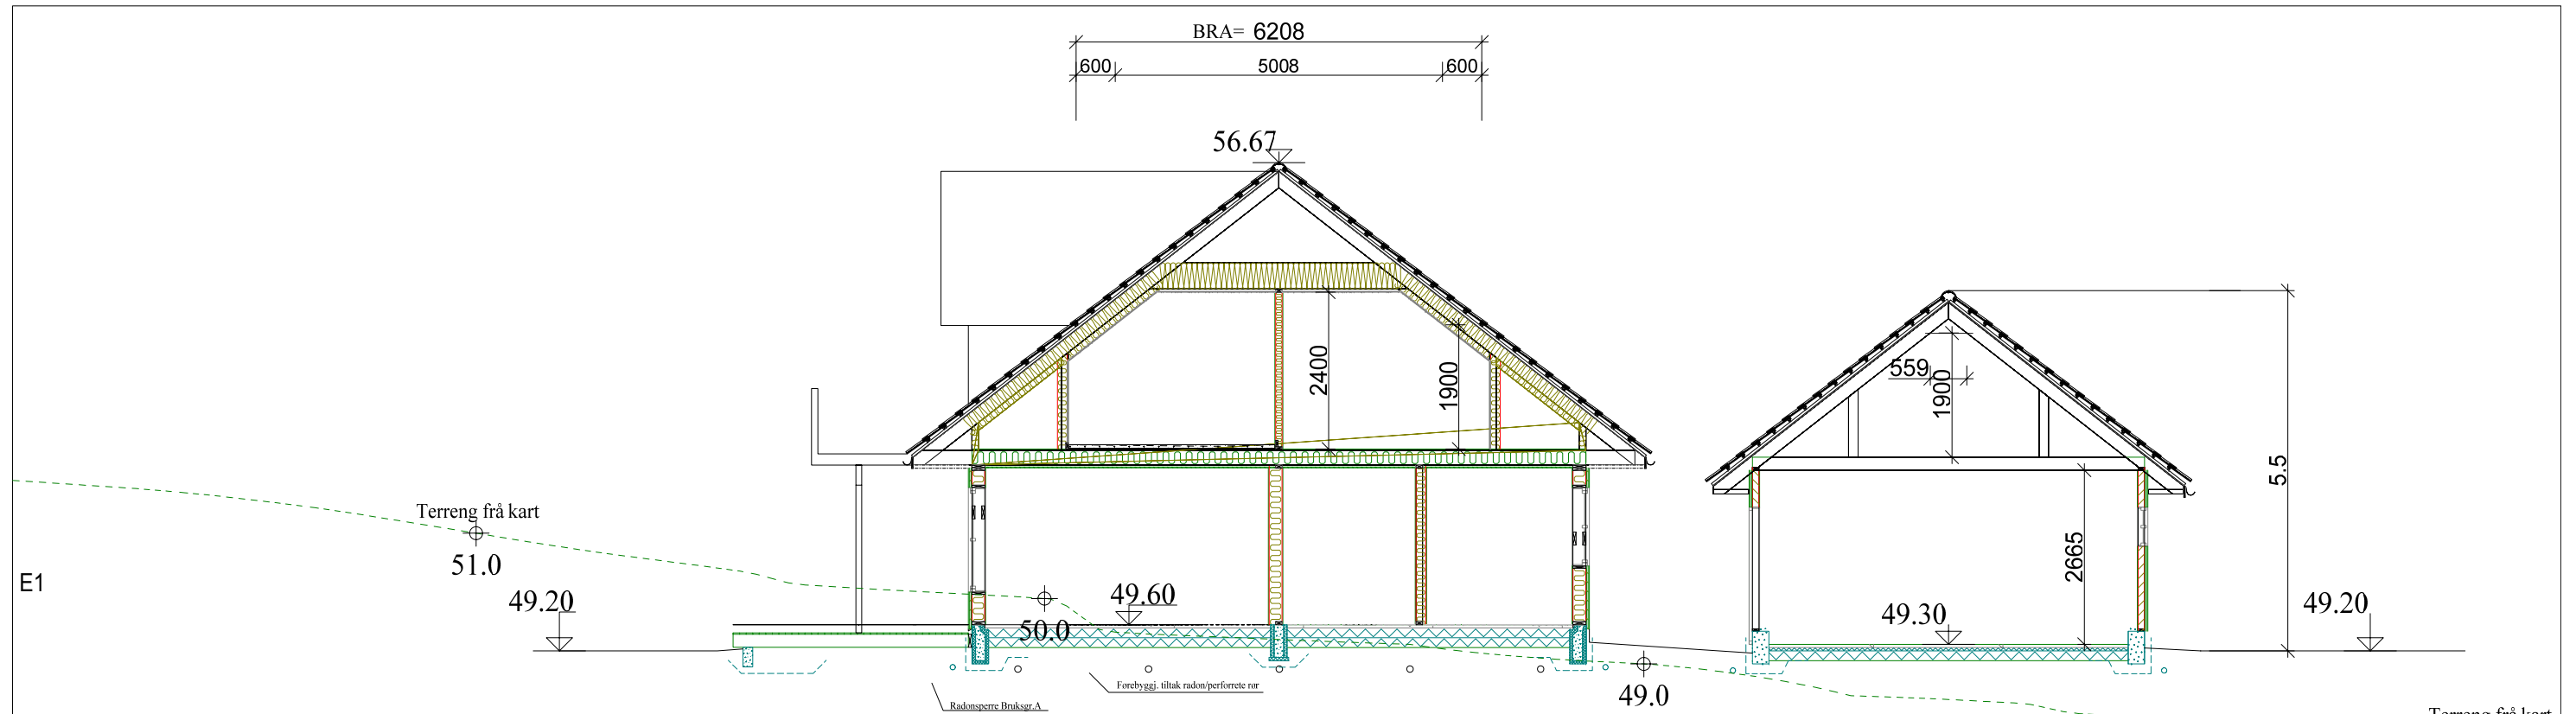 BRA= 6208
600 5008 600
56.67
2400
1900
559
1900
5.5
Terreng frå kart
51.0
E1
49.20
49.60
50.0
2665
49.30
49.20
49.0
Førebyggj. tiltak radon/perforrete rør
Radonsperre Bruksgr.A
Terreng frå kart